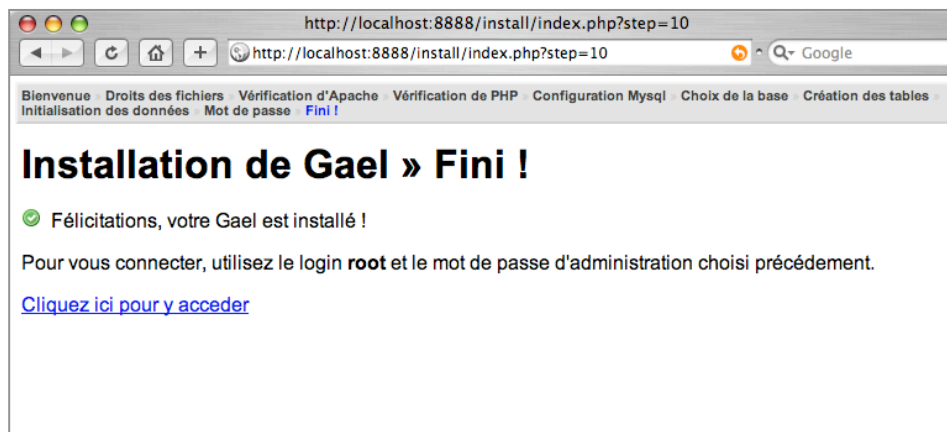 http://localhost:8888/install/index.php?step=10
http://localhost:8888/install/index.php?step=10
Google
Bienvenue » Droits des fichiers » Vérification d'Apache » Vérification de PHP » Configuration Mysql » Choix de la base » Création des tables »
Initialisation des données » Mot de passe » Fini !
Installation de Gael » Fini !
Félicitations, votre Gael est installé !
Pour vous connecter, utilisez le login root et le mot de passe d'administration choisi précédement.
Cliquez ici pour y acceder